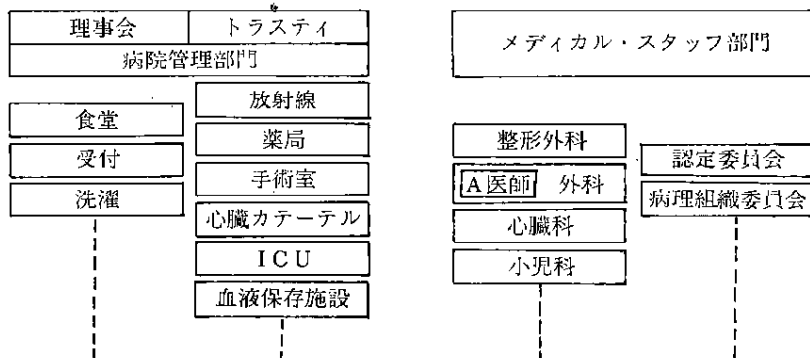 理事会
トラスティ
病院管理部門
食堂
受付
洗濯
放射線
薬局
手術室
心臓カテーテル
ICU
血液保存施設
メディカル・スタッフ部門
整形外科
A医師 外科
心臓科
小児科
認定委員会
病理組織委員会